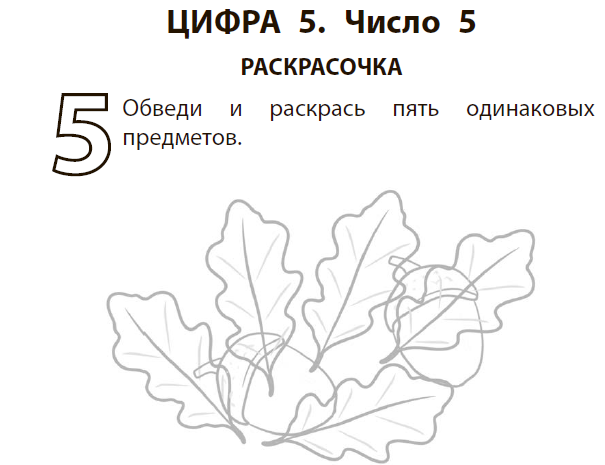 ЦИФРА 5. Число 5
РАСКРАСОЧКА
5
Обведи и раскрась пять одинаковых
предметов.